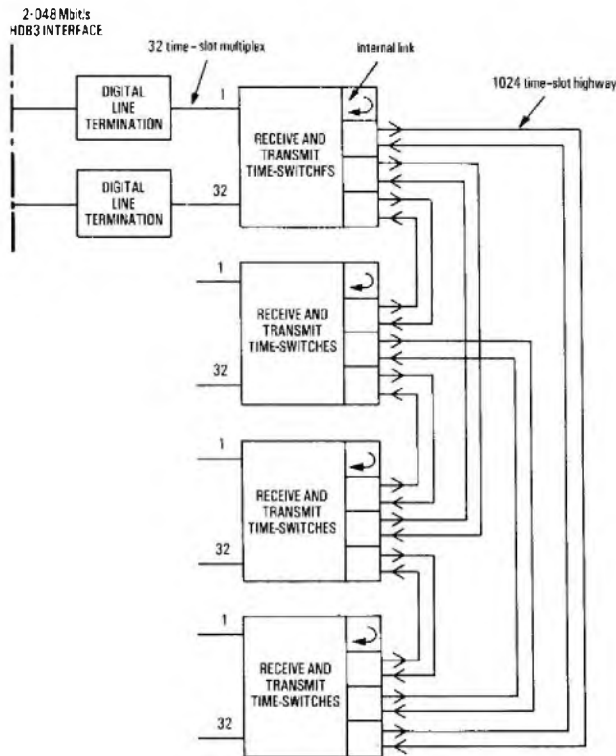 2·048 Mbit/s
HDB3 INTERFACE
32 time-slot multiplex
internal link
1024 time-slot highway
DIGITAL
LINE
TERMINATION
1
RECEIVE AND
TRANSMIT
TIME-SWITCHES
DIGITAL
LINE
TERMINATION
32
1
RECEIVE AND
TRANSMIT
TIME-SWITCHES
32
1
RECEIVE AND
TRANSMIT
TIME-SWITCHES
32
1
RECEIVE AND
TRANSMIT
TIME-SWITCHES
32